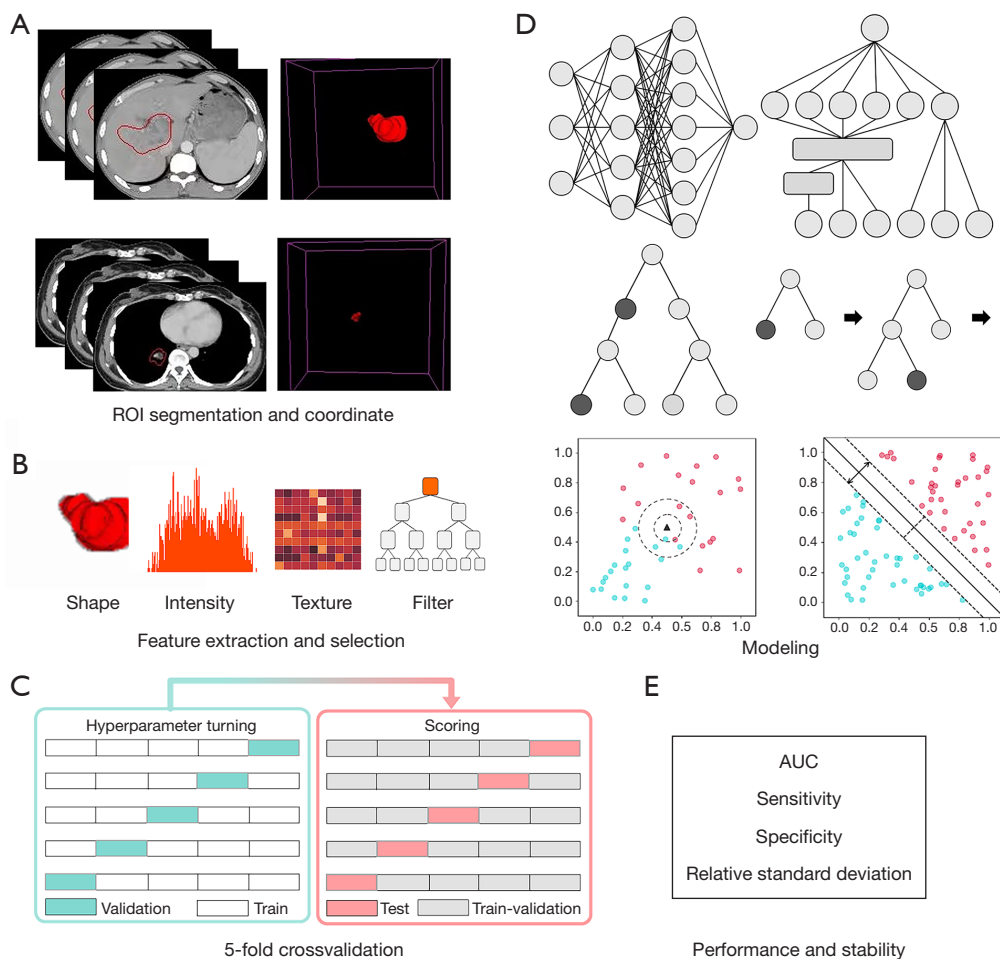 A
ROI segmentation and coordinate
B
Shape
Intensity
Texture
Filter
Feature extraction and selection
C
Hyperparameter turning
Validation
Train
Scoring
Test
Train-validation
5-fold crossvalidation
D
1.0
0.8
0.6
0.4
0.2
0.0
0.0 0.2 0.4 0.5 0.6 1.0
1.0
0.8
0.6
0.4
0.2
0.0
0.0 0.2 0.4 0.5 0.6 1.0
Modeling
E
AUC
Sensitivity
Specificity
Relative standard deviation
Performance and stability